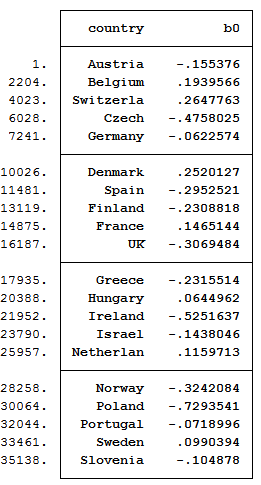 country b0
1. Austria -.155376
2204. Belgium .1939566
4023. Switzerla .2647763
6028. Czech -.4758025
7241. Germany -.0622574
10026. Denmark .2520127
11481. Spain -.2952521
13119. Finland -.2308818
14875. France .1465144
16187. UK -.3069484
17935. Greece -.2315514
20388. Hungary .0644962
21952. Ireland -.5251637
23790. Israel -.1438046
25957. Netherlan .1159713
28258. Norway -.3242084
30064. Poland -.7293541
32044. Portugal -.0718996
33461. Sweden .0990394
35138. Slovenia -.104878